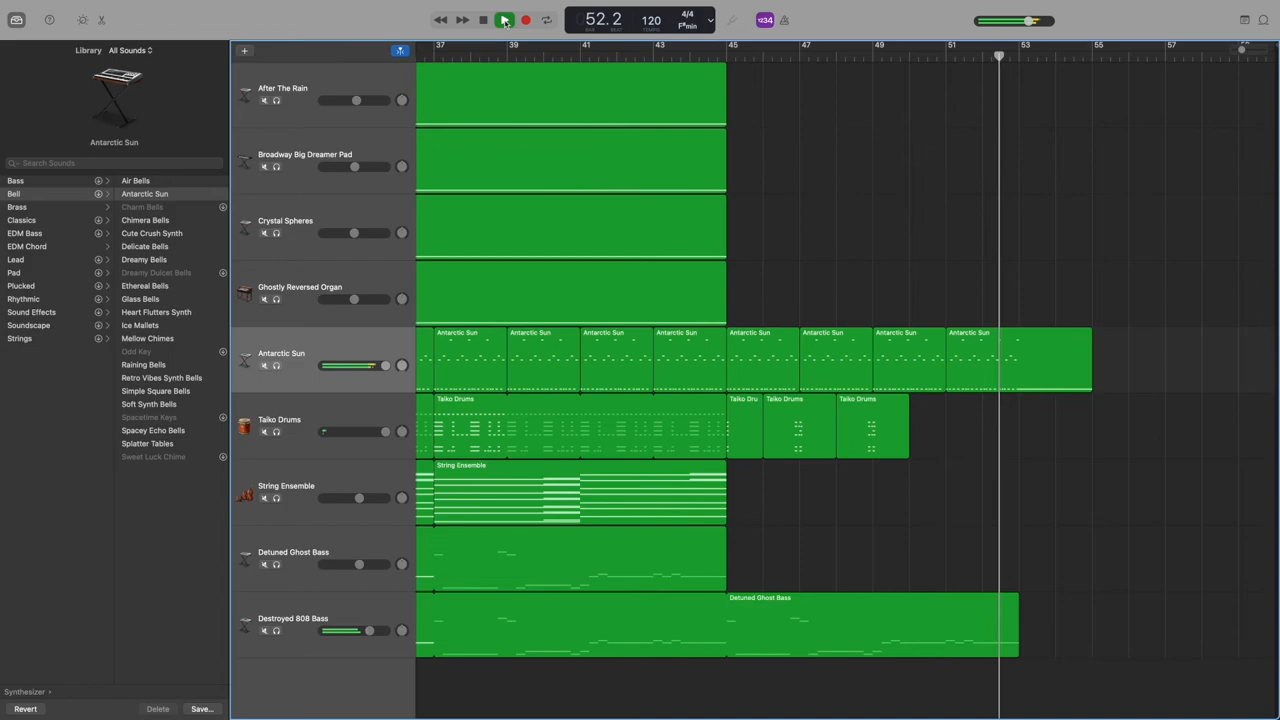 52.2
BAR BEAT
120
TEMPO
4/4
F#min
1234
Library
All Sounds
37
39
41
43
45
47
49
51
53
55
57
Antarctic Sun
Search Sounds
Bass
Bell
Brass
Classics
EDM Bass
EDM Chord
Lead
Pad
Plucked
Rhythmic
Sound Effects
Soundscape
Strings
Air Bells
Antarctic Sun
Charm Bells
Chimera Bells
Cute Crush Synth
Delicate Bells
Dreamy Bells
Dreamy Dulcet Bells
Ethereal Bells
Glass Bells
Heart Flutters Synth
Ice Mallets
Mellow Chimes
Odd Key
Raining Bells
Retro Vibes Synth Bells
Simple Square Bells
Soft Synth Bells
Spacetime Keys
Spacey Echo Bells
Splatter Tables
Sweet Luck Chime
After The Rain
Broadway Big Dreamer Pad
Crystal Spheres
Ghostly Reversed Organ
Antarctic Sun
Antarctic Sun Antarctic Sun Antarctic Sun Antarctic Sun Antarctic Sun Antarctic Sun Antarctic Sun Antarctic Sun
Taiko Drums
Taiko Drums Taiko Dru Taiko Drums Taiko Drums
String Ensemble
String Ensemble
Detuned Ghost Bass
Destroyed 808 Bass
Detuned Ghost Bass
Synthesizer
Revert
Delete
Save...